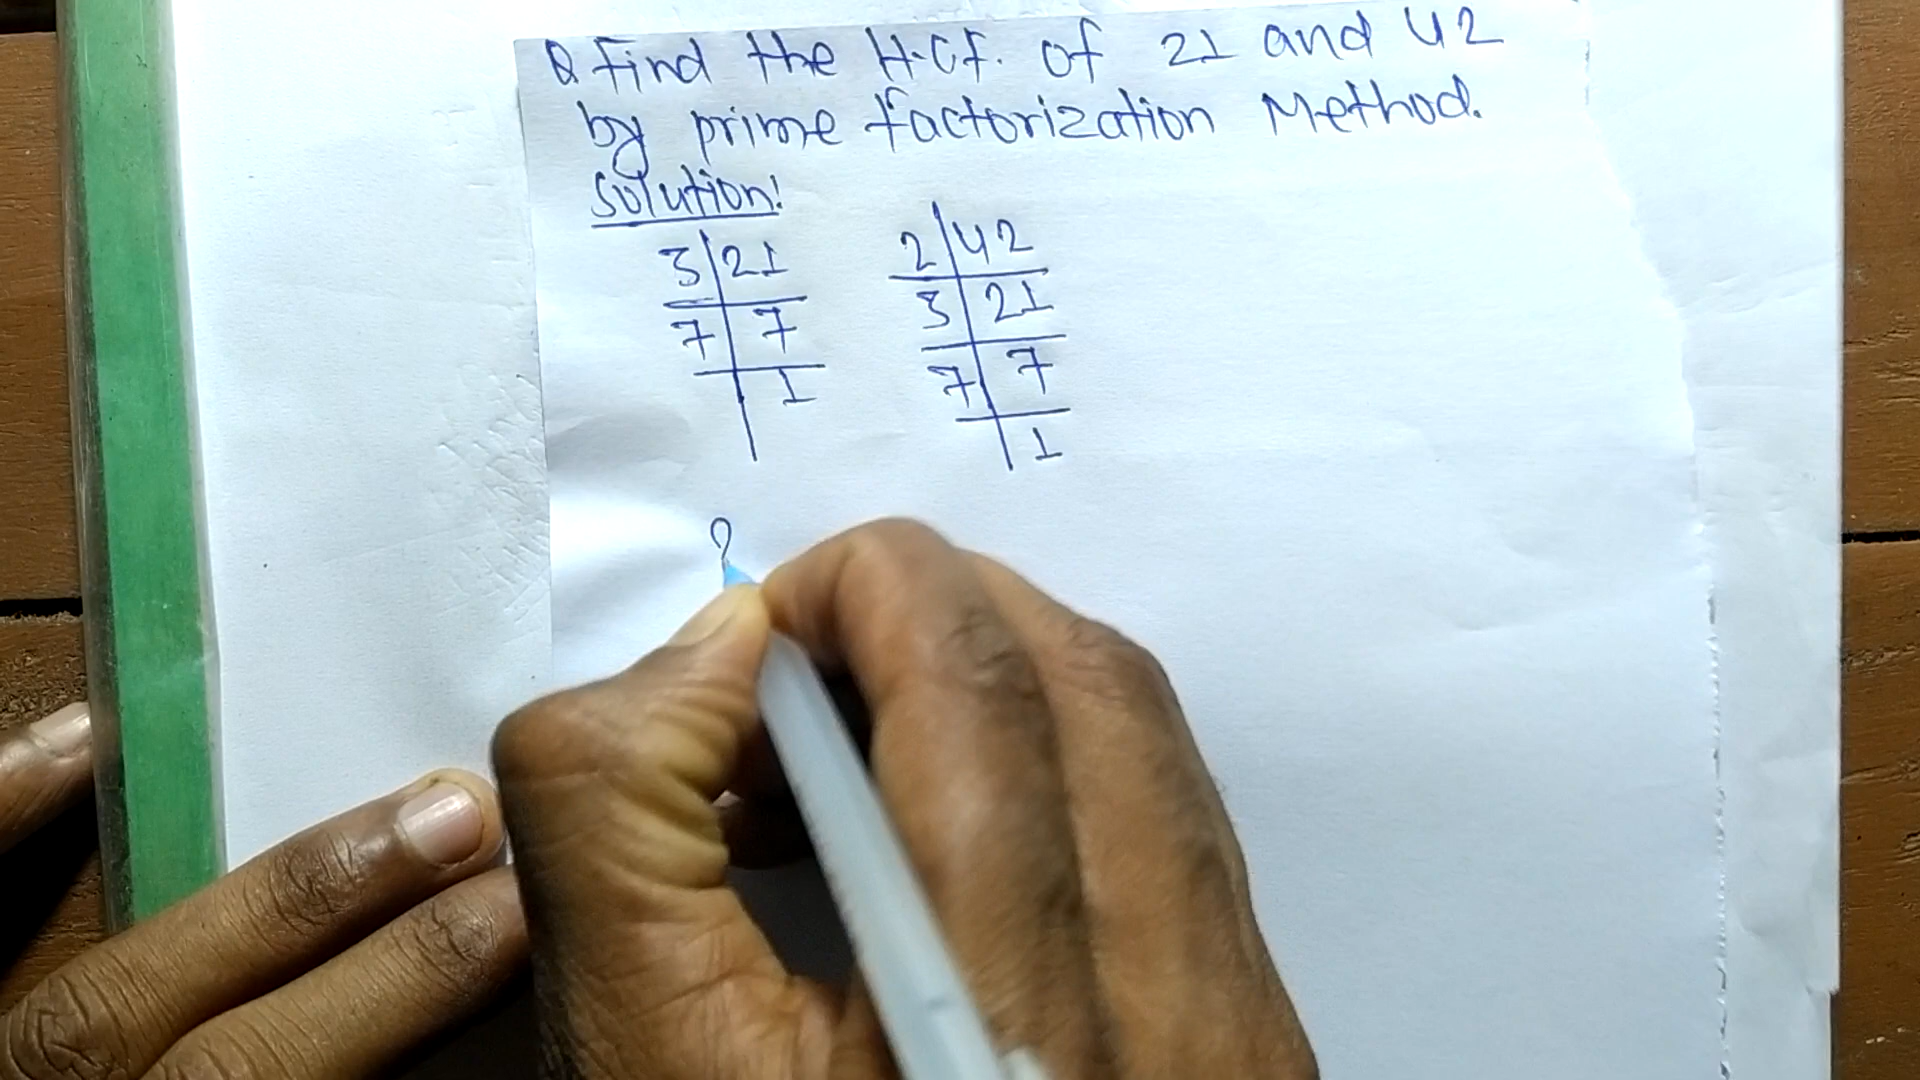 Q Find the H.C.F. of 21 and 42
by prime factorization Method.
Solution:
3 21
7 7
1
2 42
3 21
7 7
1
2